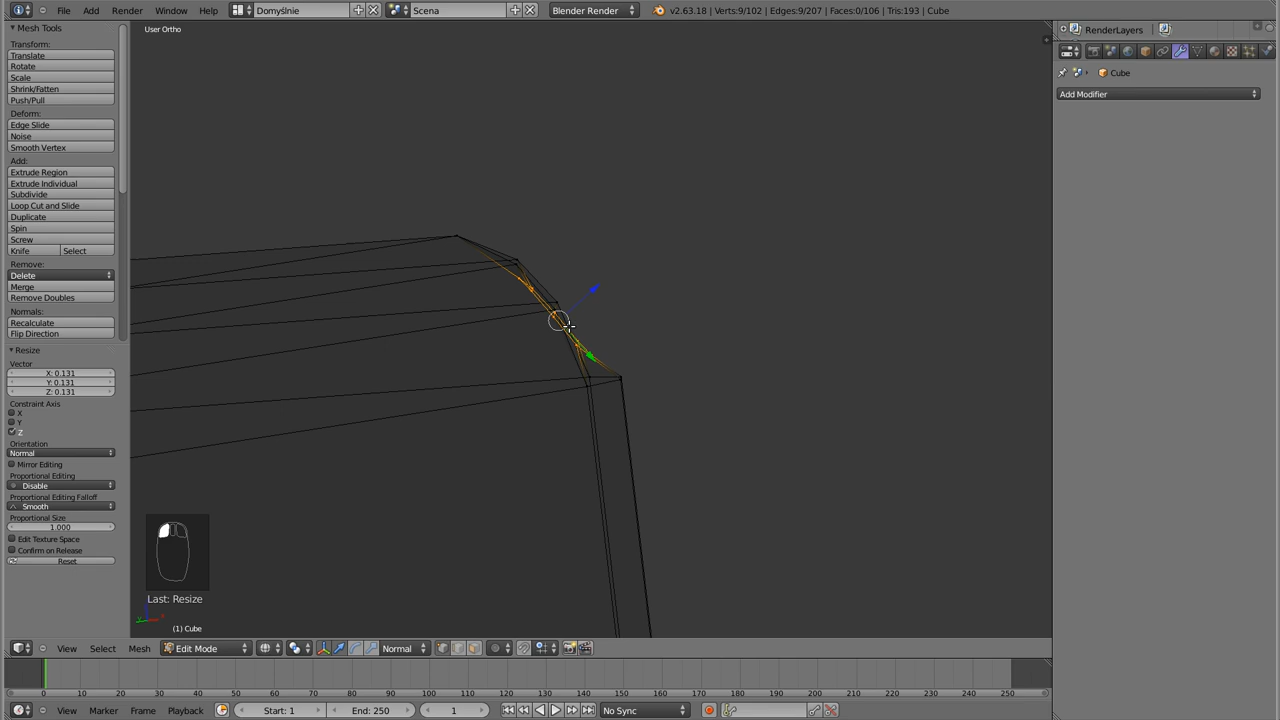 File Add Render Window Help Domyślnie Scena Blender Render v2.63.18 | Verts:9/102 | Edges:9/207 | Faces:0/106 | Tris:193 | Cube
Mesh Tools
User Ortho
RenderLayers
Transform:
Translate
Rotate
Scale
Shrink/Fatten
Push/Pull
Cube
Add Modifier
Deform:
Edge Slide
Noise
Smooth Vertex
Add:
Extrude Region
Extrude Individual
Subdivide
Loop Cut and Slide
Duplicate
Spin
Screw
Knife Select
Remove:
Delete
Merge
Remove Doubles
Normals:
Recalculate
Flip Direction
Resize
Vector
X: 0.131
Y: 0.131
Z: 0.131
Constraint Axis
X
Y
Z
Orientation
Normal
Mirror Editing
Proportional Editing
Disable
Proportional Editing Falloff
Smooth
Proportional Size
1.000
Edit Texture Space
Confirm on Release
Reset
Last: Resize
(1) Cube
View Select Mesh Edit Mode Normal
0 10 20 30 40 50 60 70 80 90 100 110 120 130 140 150 160 170 180 190 200 210 220 230 240 250
View Marker Frame Playback Start: 1 End: 250 1 No Sync